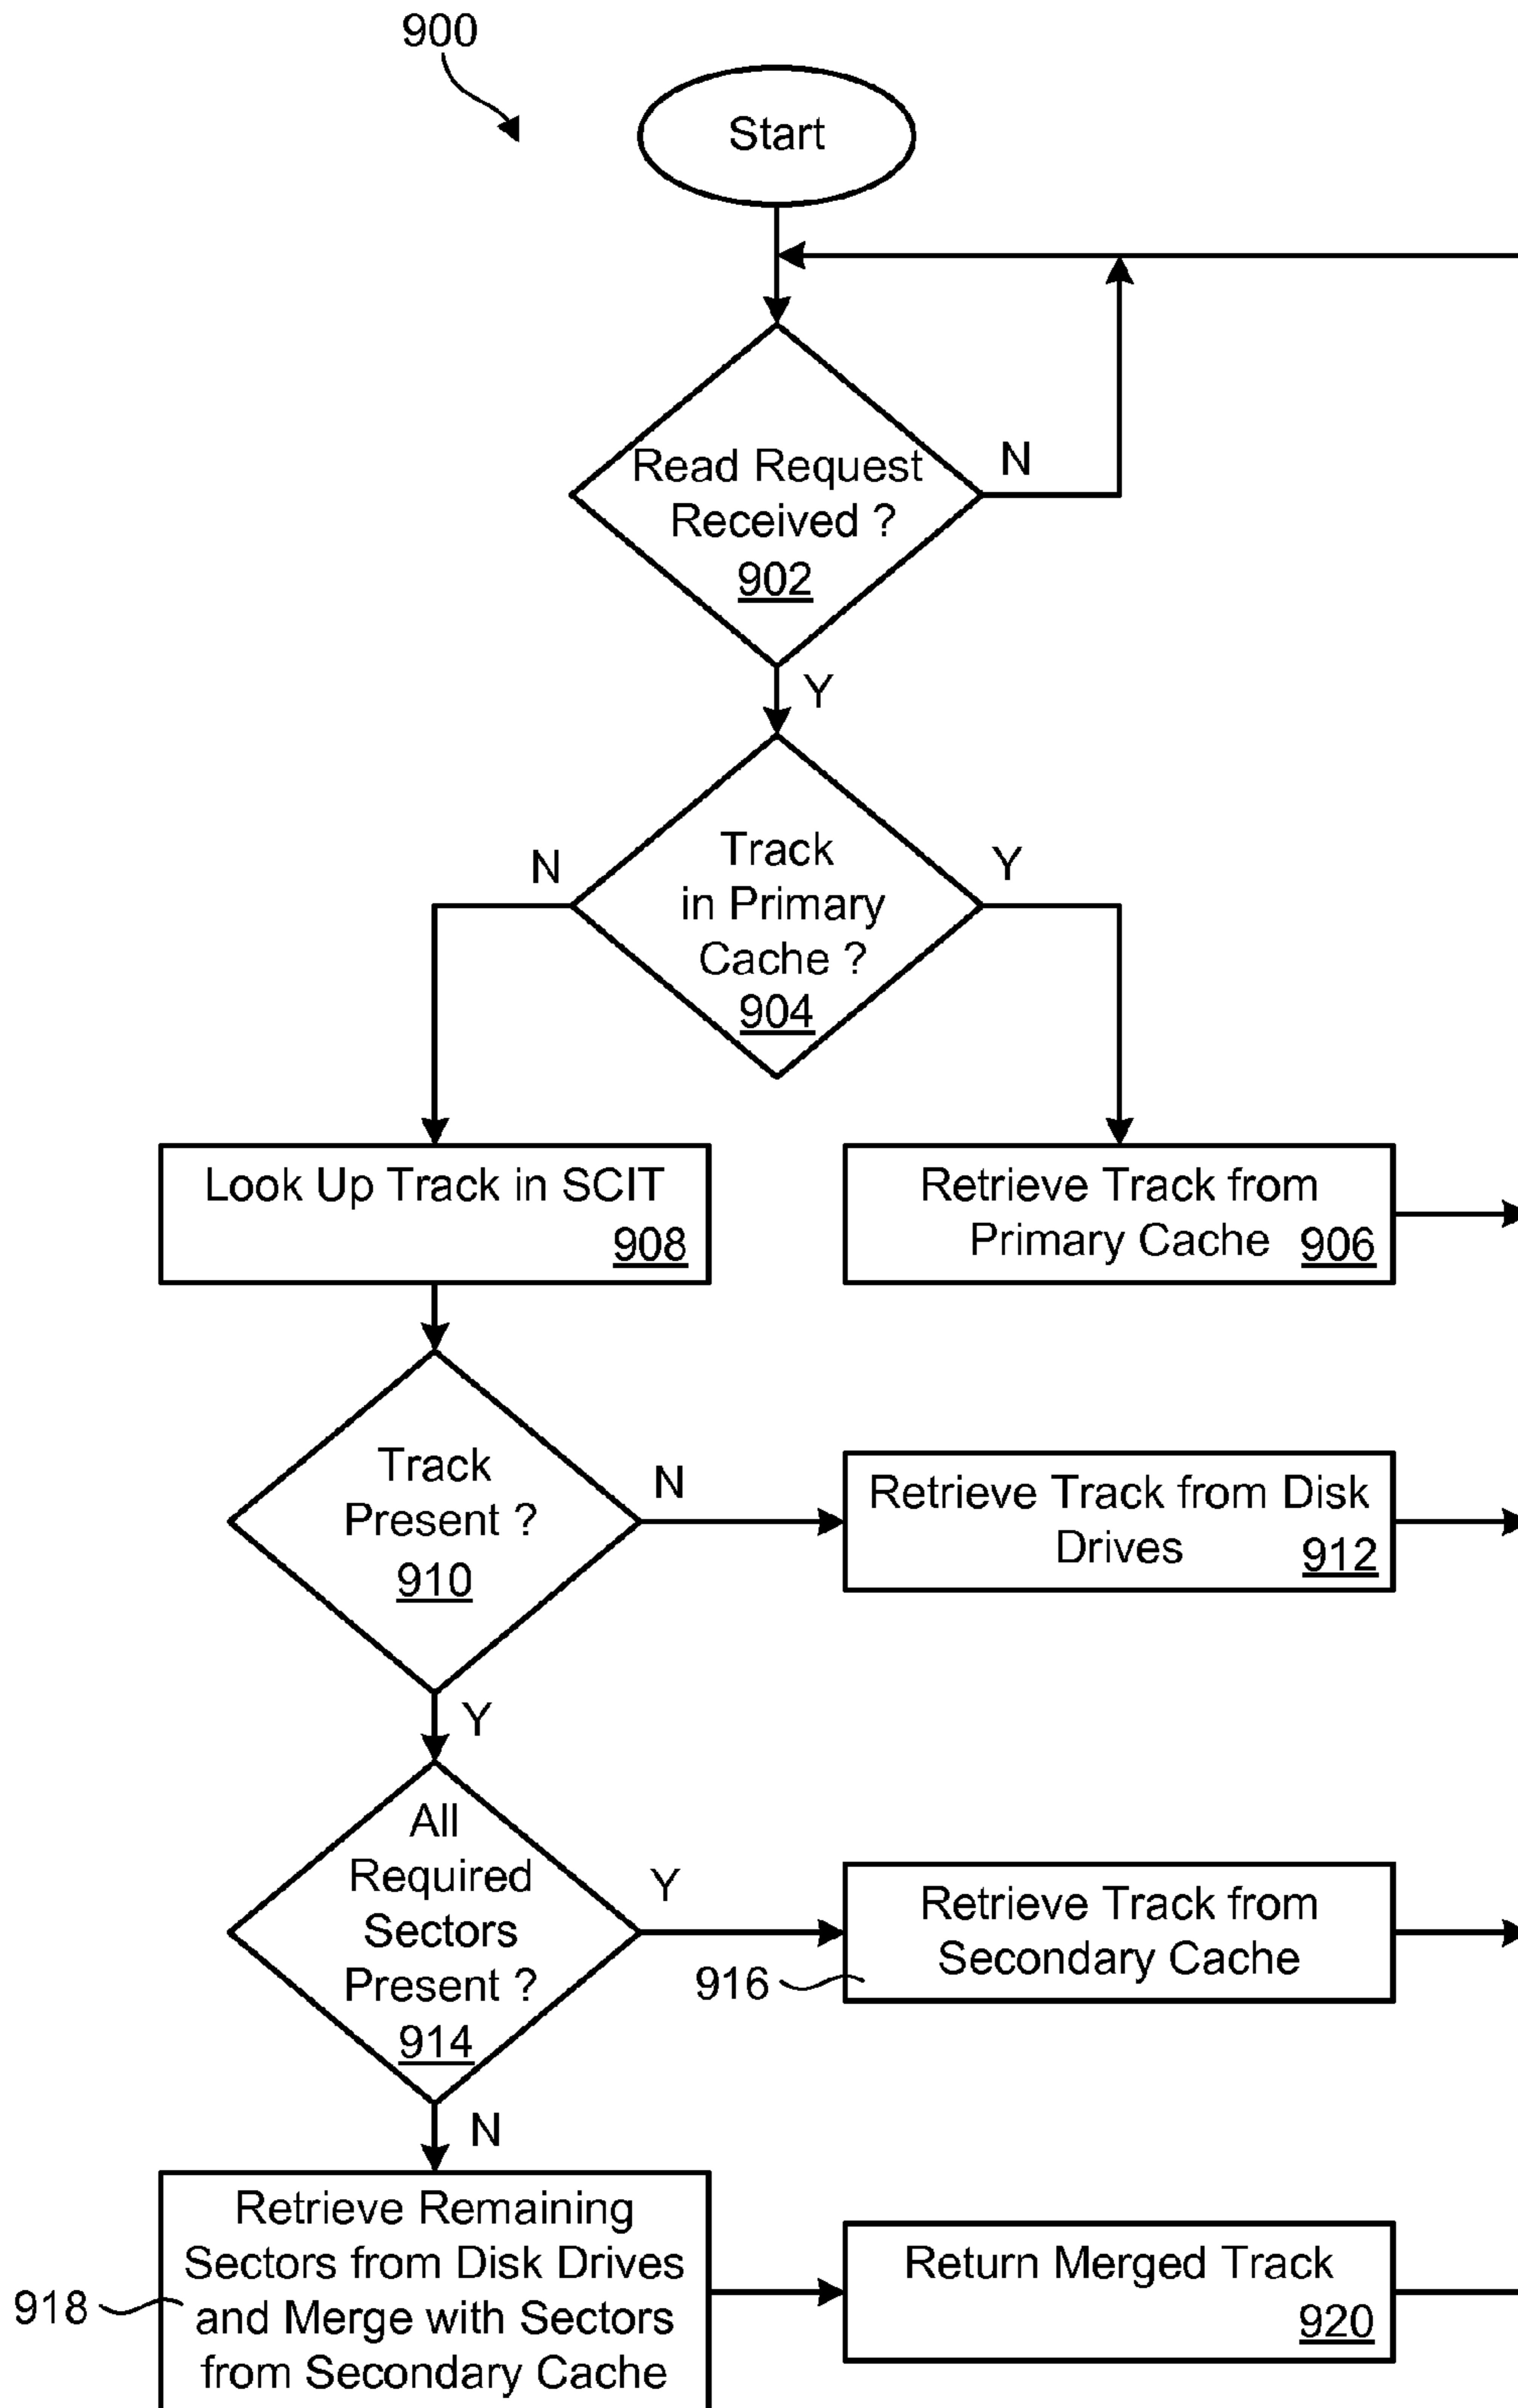 900
Start
Read Request
Received ?
902
N
Y
Track
in Primary
Cache ?
904
N
Y
Look Up Track in SCIT
908
Retrieve Track from
Primary Cache 906
Track
Present ?
910
N
Retrieve Track from Disk
Drives 912
Y
All
Required
Sectors
Present ?
914
Y
Retrieve Track from
Secondary Cache
916
N
Retrieve Remaining
Sectors from Disk Drives
and Merge with Sectors
from Secondary Cache
918
Return Merged Track
920